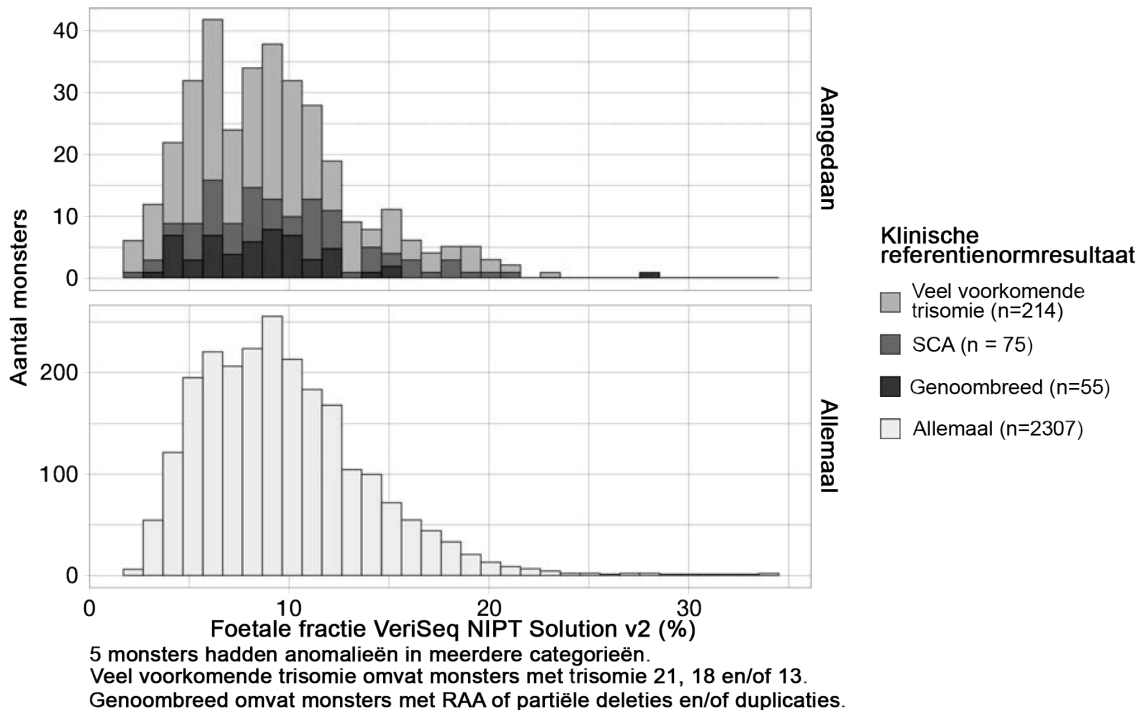 Aantal monsters
40
30
20
10
0
Aangedaan
200
100
0
Allemaal
0
10
20
30
Foetale fractie VeriSeq NIPT Solution v2 (%)
Klinische
referentienormresultaat
Veel voorkomende
trisomie (n=214)
SCA (n = 75)
Genoombreed (n=55)
Allemaal (n=2307)
5 monsters hadden anomalieën in meerdere categorieën.
Veel voorkomende trisomie omvat monsters met trisomie 21, 18 en/of 13.
Genoombreed omvat monsters met RAA of partiële deleties en/of duplicaties.